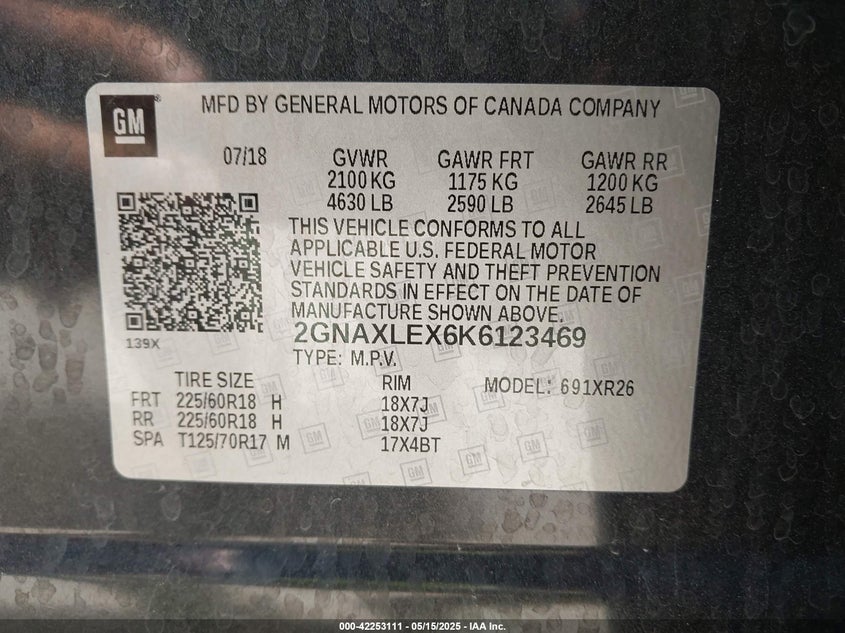 GM
MFD BY GENERAL MOTORS OF CANADA COMPANY
07/18 GVWR GAWR FRT GAWR RR
2100 KG 1175 KG 1200 KG
4630 LB 2590 LB 2645 LB
THIS VEHICLE CONFORMS TO ALL
APPLICABLE U.S. FEDERAL MOTOR
VEHICLE SAFETY AND THEFT PREVENTION
STANDARDS IN EFFECT ON THE DATE OF
MANUFACTURE SHOWN ABOVE.
139X
2GNAXLEX6K6123469
TYPE: M.P.V.
TIRE SIZE RIM MODEL: 691XR26
FRT 225/60R18 H 18X7J
RR 225/60R18 H 18X7J
SPA T125/70R17 M 17X4BT
000-42253111 - 05/15/2025 - IAA Inc.